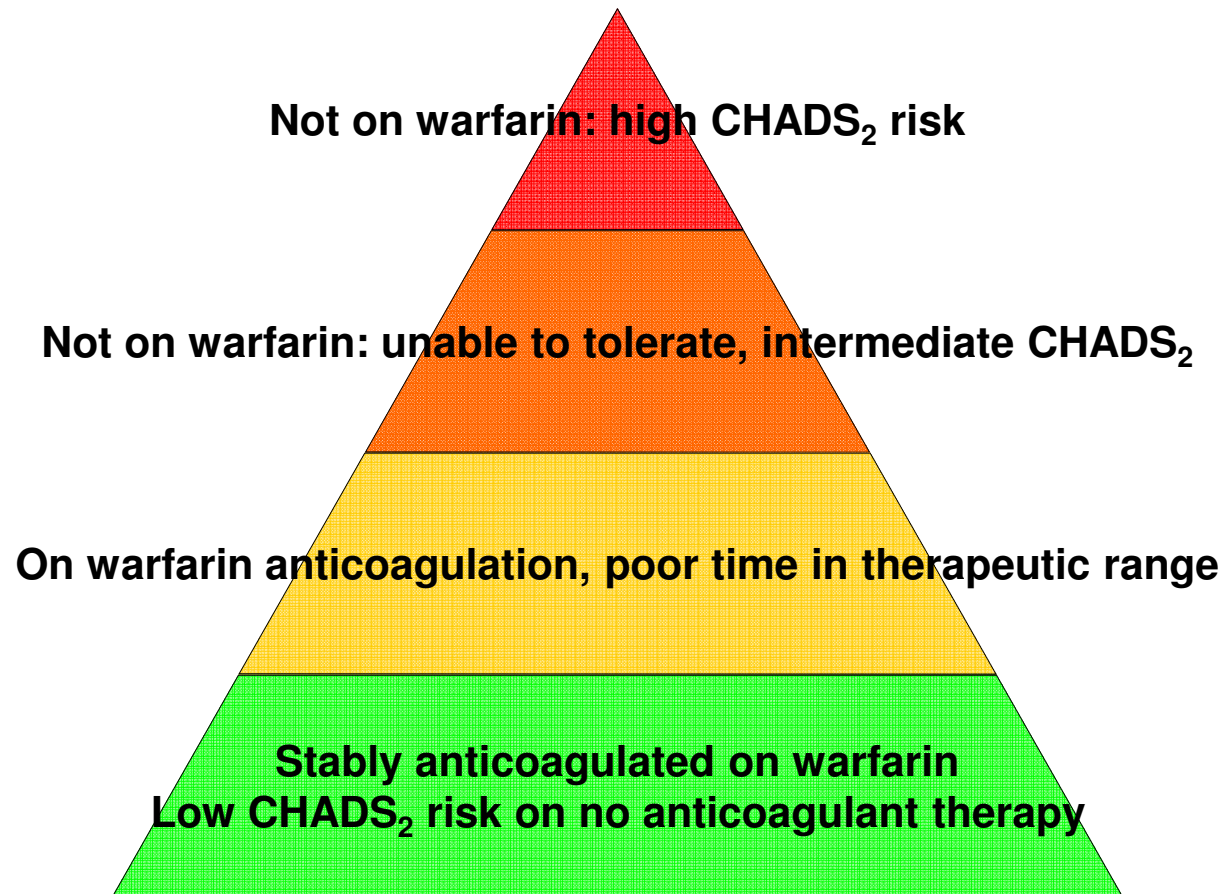 Not on warfarin: high CHADS₂ risk
Not on warfarin: unable to tolerate, intermediate CHADS₂
On warfarin anticoagulation, poor time in therapeutic range
Stably anticoagulated on warfarin
Low CHADS₂ risk on no anticoagulant therapy